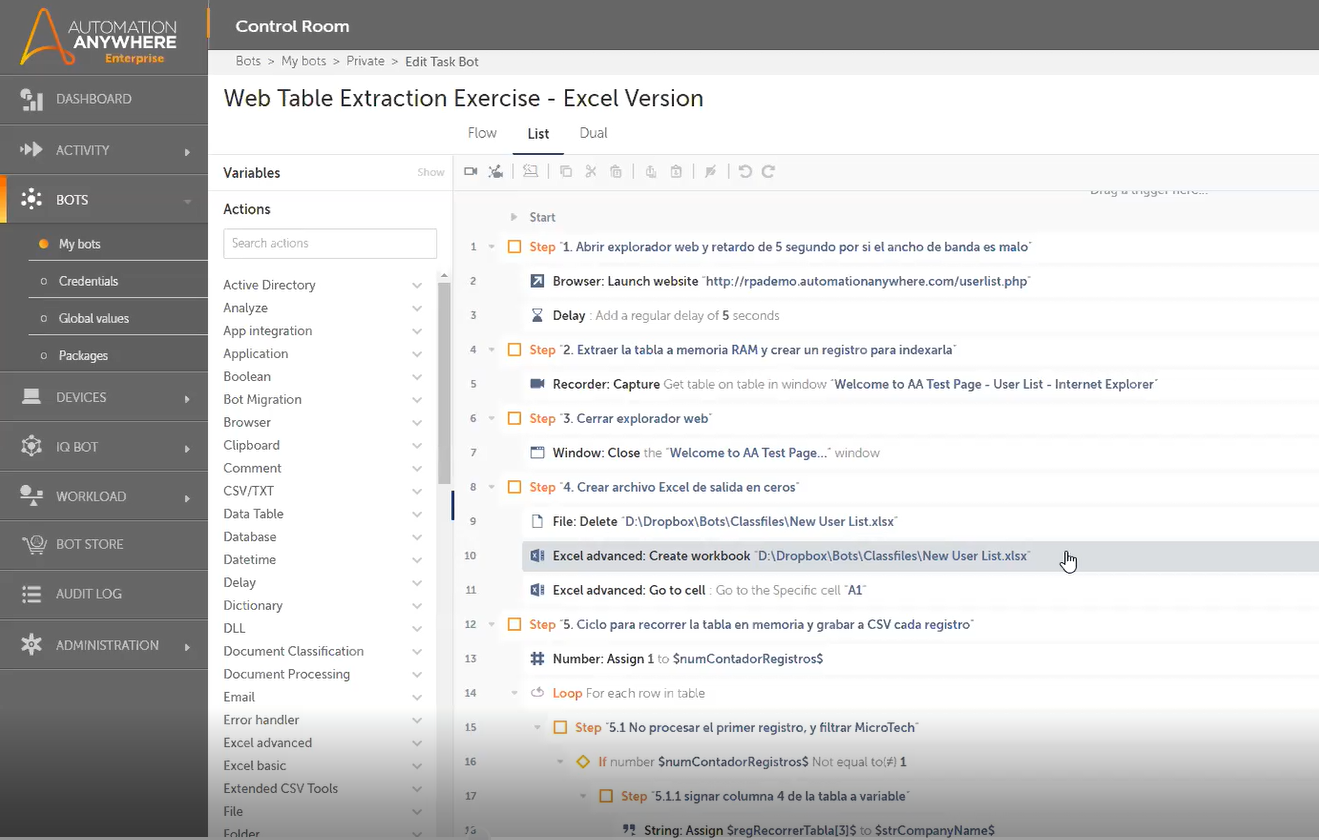 AUTOMATION
ANYWHERE
Enterprise
Control Room
Bots > My bots > Private > Edit Task Bot
Web Table Extraction Exercise - Excel Version
Flow List Dual
DASHBOARD
ACTIVITY
BOTS
My bots
Credentials
Global values
Packages
DEVICES
IQ BOT
WORKLOAD
BOT STORE
AUDIT LOG
ADMINISTRATION
Variables Show
Actions
Search actions
Active Directory
Analyze
App integration
Application
Boolean
Bot Migration
Browser
Clipboard
Comment
CSV/TXT
Data Table
Database
Datetime
Delay
Dictionary
DLL
Document Classification
Document Processing
Email
Error handler
Excel advanced
Excel basic
Extended CSV Tools
File
Folder
Drag a trigger here...
Start
1 Step "1. Abrir explorador web y retardo de 5 segundo por si el ancho de banda es malo"
2 Browser: Launch website "http://rpademo.automationanywhere.com/userlist.php"
3 Delay : Add a regular delay of 5 seconds
4 Step "2. Extraer la tabla a memoria RAM y crear un registro para indexarla"
5 Recorder: Capture Get table on table in window "Welcome to AA Test Page - User List - Internet Explorer"
6 Step "3. Cerrar explorador web"
7 Window: Close the "Welcome to AA Test Page..." window
8 Step "4. Crear archivo Excel de salida en ceros"
9 File: Delete "D:\Dropbox\Bots\Classfiles\New User List.xlsx"
10 Excel advanced: Create workbook "D:\Dropbox\Bots\Classfiles\New User List.xlsx"
11 Excel advanced: Go to cell : Go to the Specific cell "A1"
12 Step "5. Ciclo para recorrer la tabla en memoria y grabar a CSV cada registro"
13 Number: Assign 1 to $numContadorRegistros$
14 Loop For each row in table
15 Step "5.1 No procesar el primer registro, y filtrar MicroTech"
16 If number $numContadorRegistros$ Not equal to(≠) 1
17 Step "5.1.1 signar columna 4 de la tabla a variable"
String: Assign $regRecorrerTabla[3]$ to $strCompanyName$